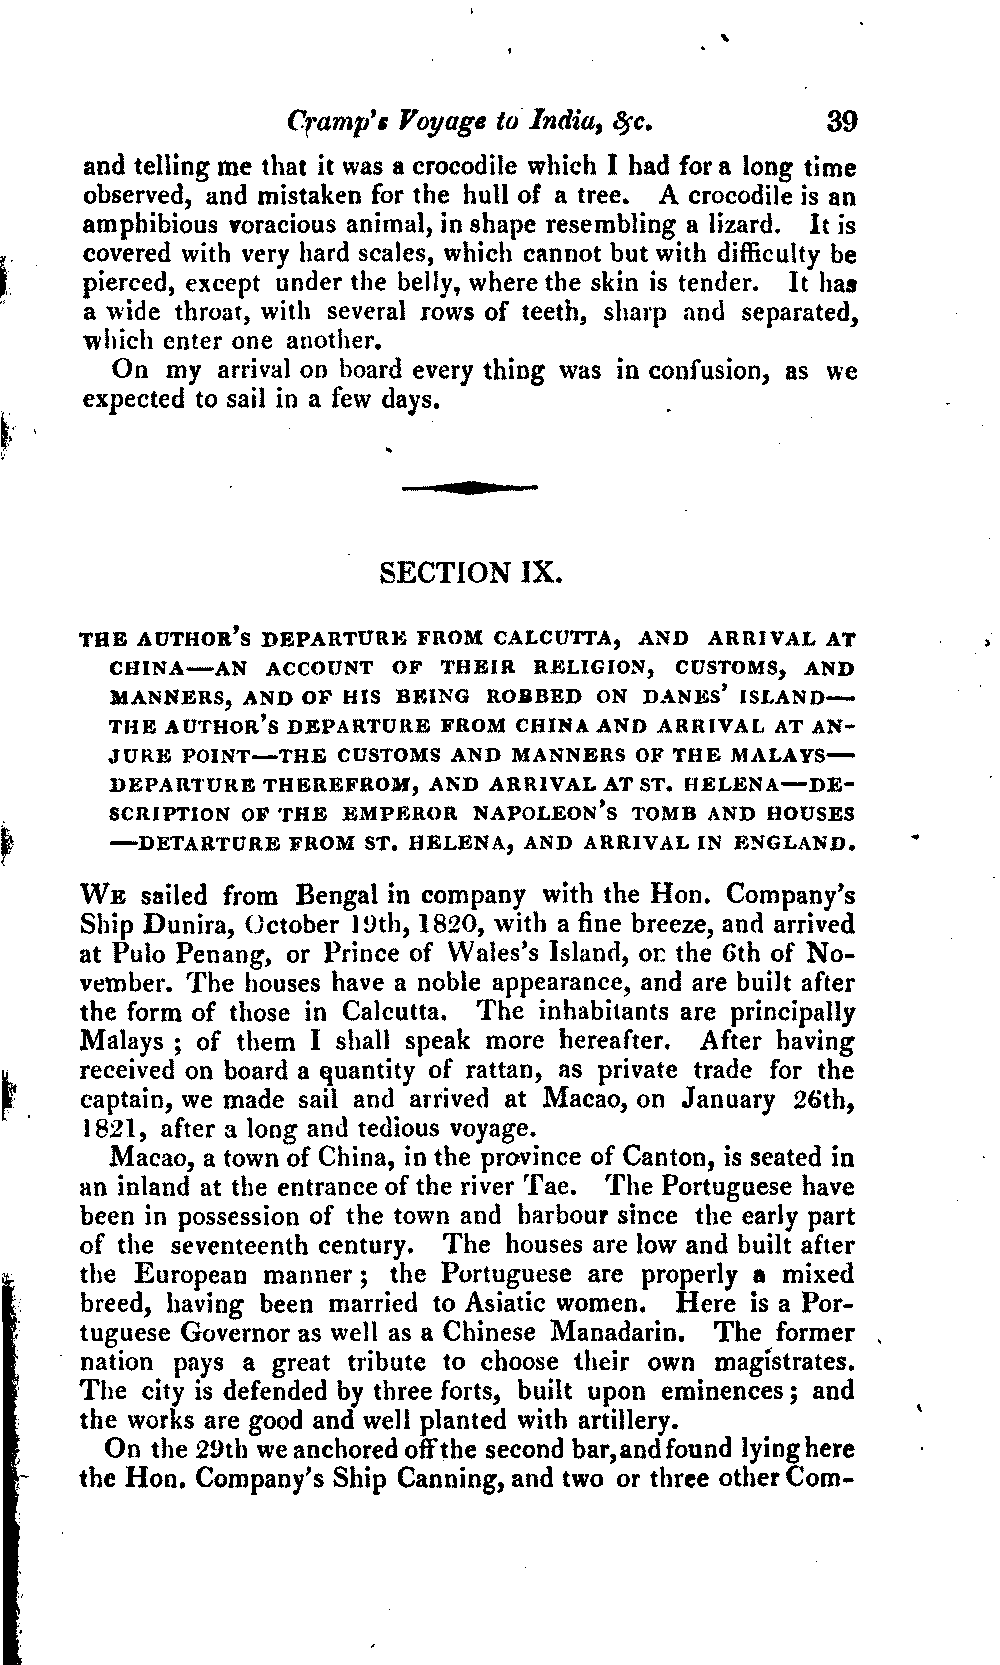 Cramp's Voyage to India, &c. 39
and telling me that it was a crocodile which I had for a long time
observed, and mistaken for the hull of a tree. A crocodile is an
amphibious voracious animal, in shape resembling a lizard. It is
covered with very hard scales, which cannot but with difficulty be
pierced, except under the belly, where the skin is tender. It has
a wide throat, with several rows of teeth, sharp and separated,
which enter one another.
On my arrival on board every thing was in confusion, as we
expected to sail in a few days.
SECTION IX.
THE AUTHOR'S DEPARTURE FROM CALCUTTA, AND ARRIVAL AT
CHINA—AN ACCOUNT OF THEIR RELIGION, CUSTOMS, AND
MANNERS, AND OF HIS BEING ROBBED ON DANES' ISLAND—
THE AUTHOR'S DEPARTURE FROM CHINA AND ARRIVAL AT AN-
JURE POINT—THE CUSTOMS AND MANNERS OF THE MALAYS—
DEPARTURE THEREFROM, AND ARRIVAL AT ST. HELENA—DE-
SCRIPTION OF THE EMPEROR NAPOLEON'S TOMB AND HOUSES
—DETARTURE FROM ST. HELENA, AND ARRIVAL IN ENGLAND.
WE sailed from Bengal in company with the Hon. Company's
Ship Dunira, October 19th, 1820, with a fine breeze, and arrived
at Pulo Penang, or Prince of Wales's Island, on the 6th of No-
vember. The houses have a noble appearance, and are built after
the form of those in Calcutta. The inhabitants are principally
Malays ; of them I shall speak more hereafter. After having
received on board a quantity of rattan, as private trade for the
captain, we made sail and arrived at Macao, on January 26th,
1821, after a long and tedious voyage.
Macao, a town of China, in the province of Canton, is seated in
an inland at the entrance of the river Tae. The Portuguese have
been in possession of the town and harbour since the early part
of the seventeenth century. The houses are low and built after
the European manner ; the Portuguese are properly a mixed
breed, having been married to Asiatic women. Here is a Por-
tuguese Governor as well as a Chinese Manadarin. The former
nation pays a great tribute to choose their own magistrates.
The city is defended by three forts, built upon eminences ; and
the works are good and well planted with artillery.
On the 29th we anchored off the second bar, and found lying here
the Hon. Company's Ship Canning, and two or three other Com-